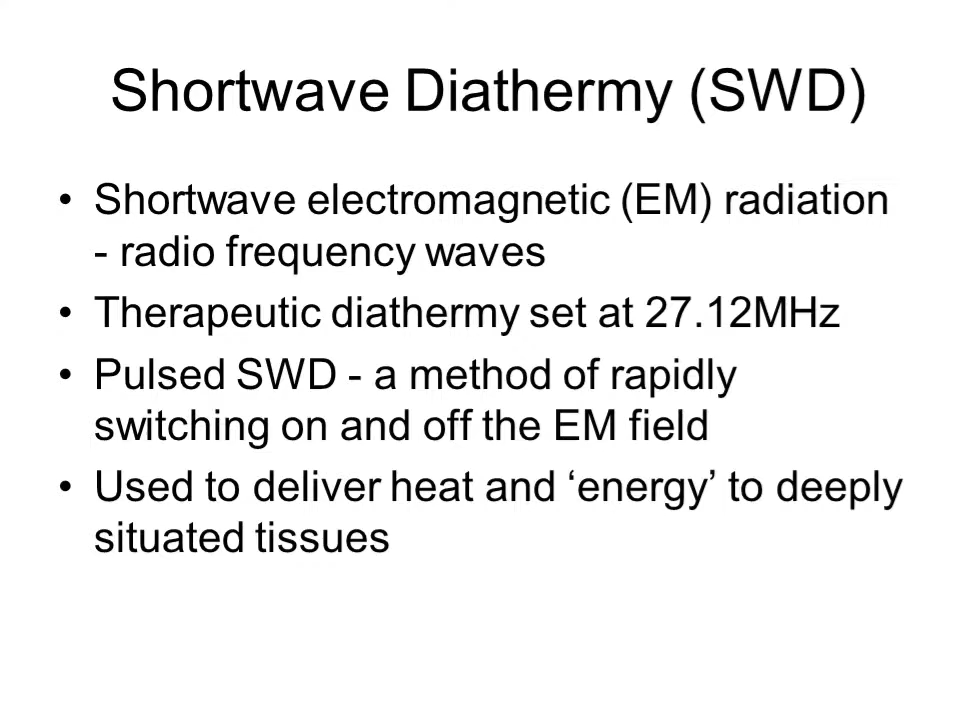 Shortwave Diathermy (SWD)
• Shortwave electromagnetic (EM) radiation
- radio frequency waves
• Therapeutic diathermy set at 27.12MHz
• Pulsed SWD - a method of rapidly
switching on and off the EM field
• Used to deliver heat and ‘energy’ to deeply
situated tissues